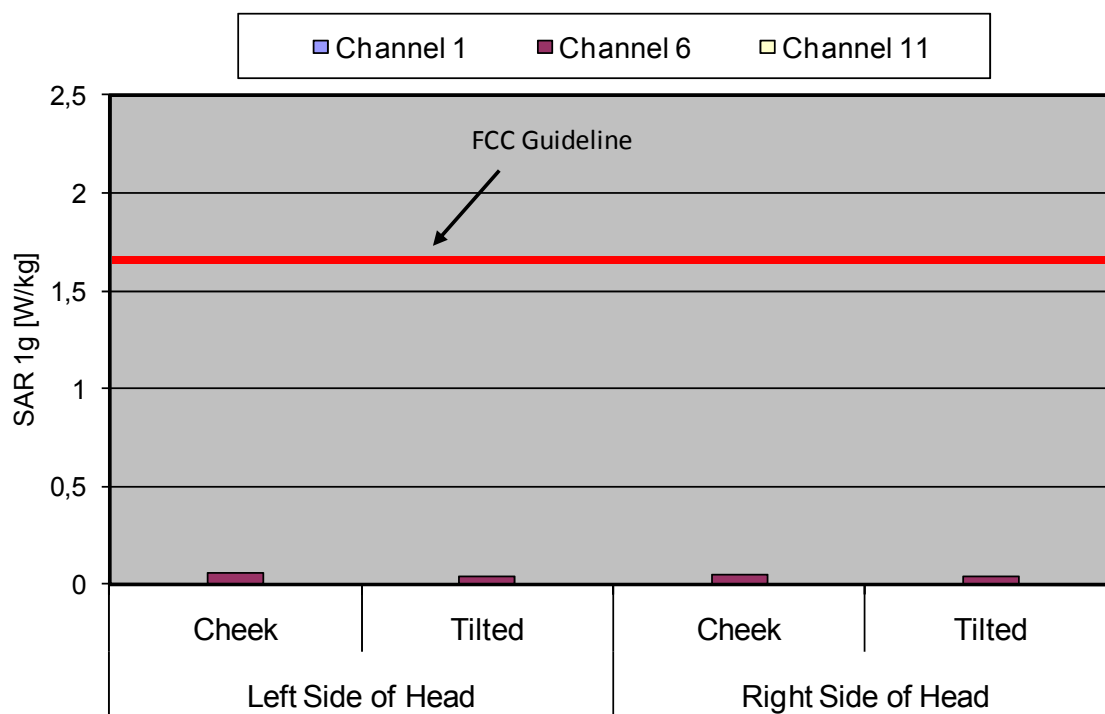 Channel 1 Channel 6 Channel 11
2,5
FCC Guideline
2
1,5
1
0,5
0
SAR 1g [W/kg]
Cheek Tilted Cheek Tilted
Left Side of Head Right Side of Head